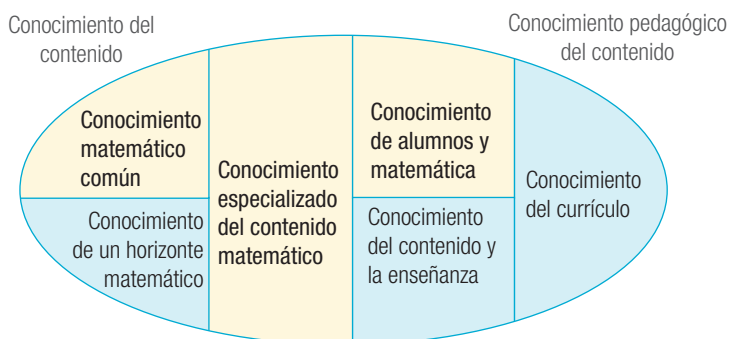 Conocimiento del
contenido
Conocimiento pedagógico
del contenido
Conocimiento
matemático
común
Conocimiento
de un horizonte
matemático
Conocimiento
especializado
del contenido
matemático
Conocimiento
de alumnos y
matemática
Conocimiento
del contenido y
la enseñanza
Conocimiento
del currículo